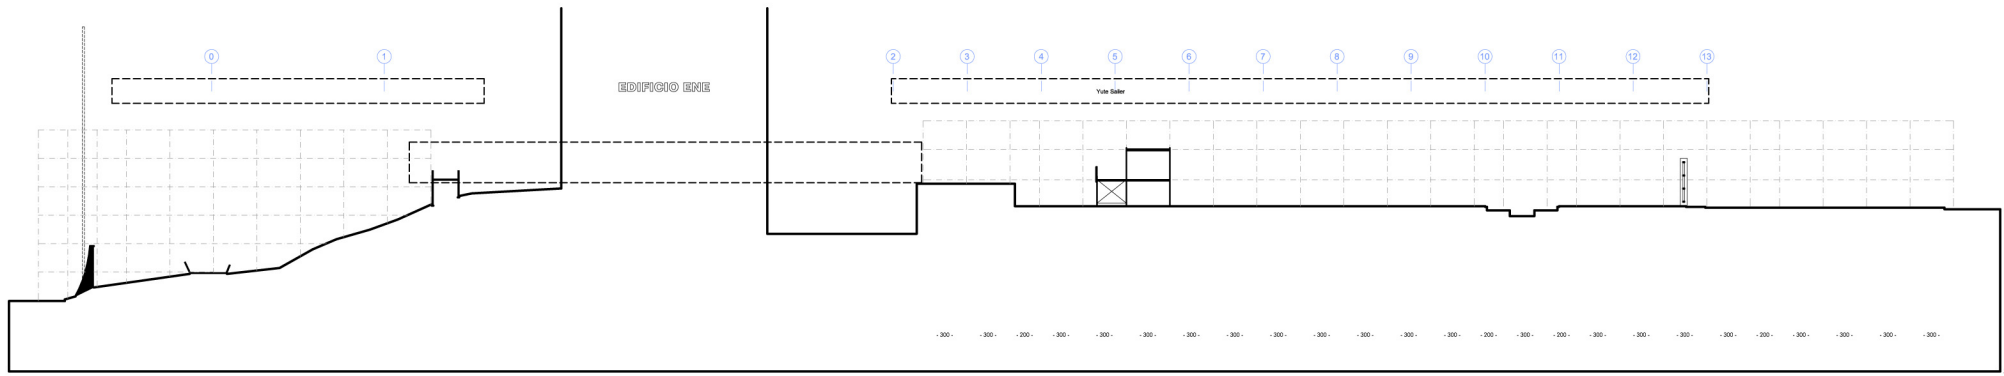 0 1 2 3 4 5 6 7 8 9 10 11 12 13
EDIFICIO ENE
Yute Saller
- 300 - - 300 - - 200 - - 300 - - 300 - - 300 - - 300 - - 300 - - 300 - - 300 - - 300 - - 300 - - 300 - - 200 - - 300 - - 200 - - 300 - - 300 - - 300 - - 300 - - 200 - - 300 - - 300 - - 300 - - 300 -